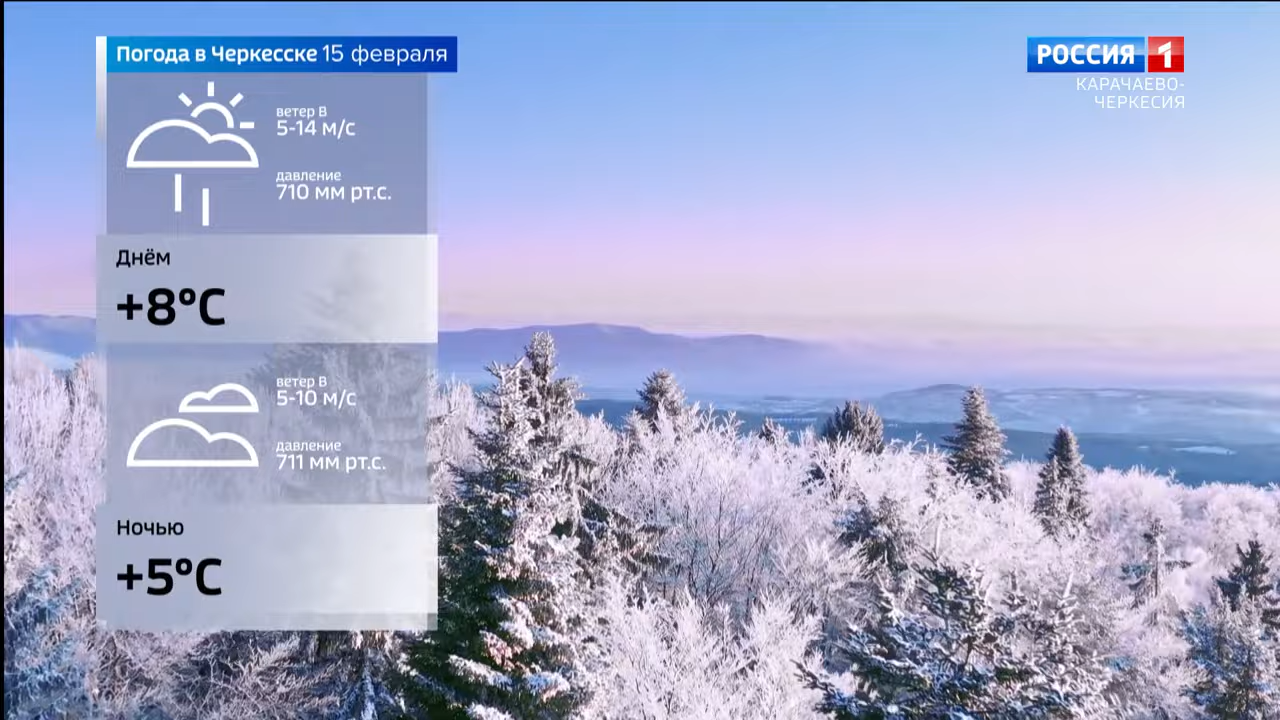 Погода в Черкесске 15 февраля
РОССИЯ 1
КАРАЧАЕВО-
ЧЕРКЕСИЯ
ветер В
5-14 м/с
давление
710 мм рт.с.
Днём
+8°C
ветер В
5-10 м/с
давление
711 мм рт.с.
Ночью
+5°C